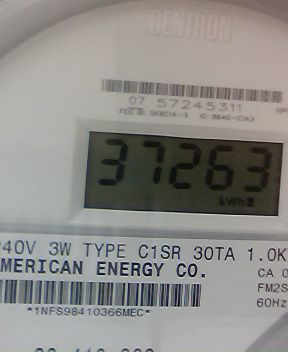 CENTRON
07 57245311
37263
kWh
40V 3W TYPE C1SR 30TA 1.0K
MERICAN ENERGY CO.
CA 0
FM2S
*1NFS98410366MEC*
60Hz